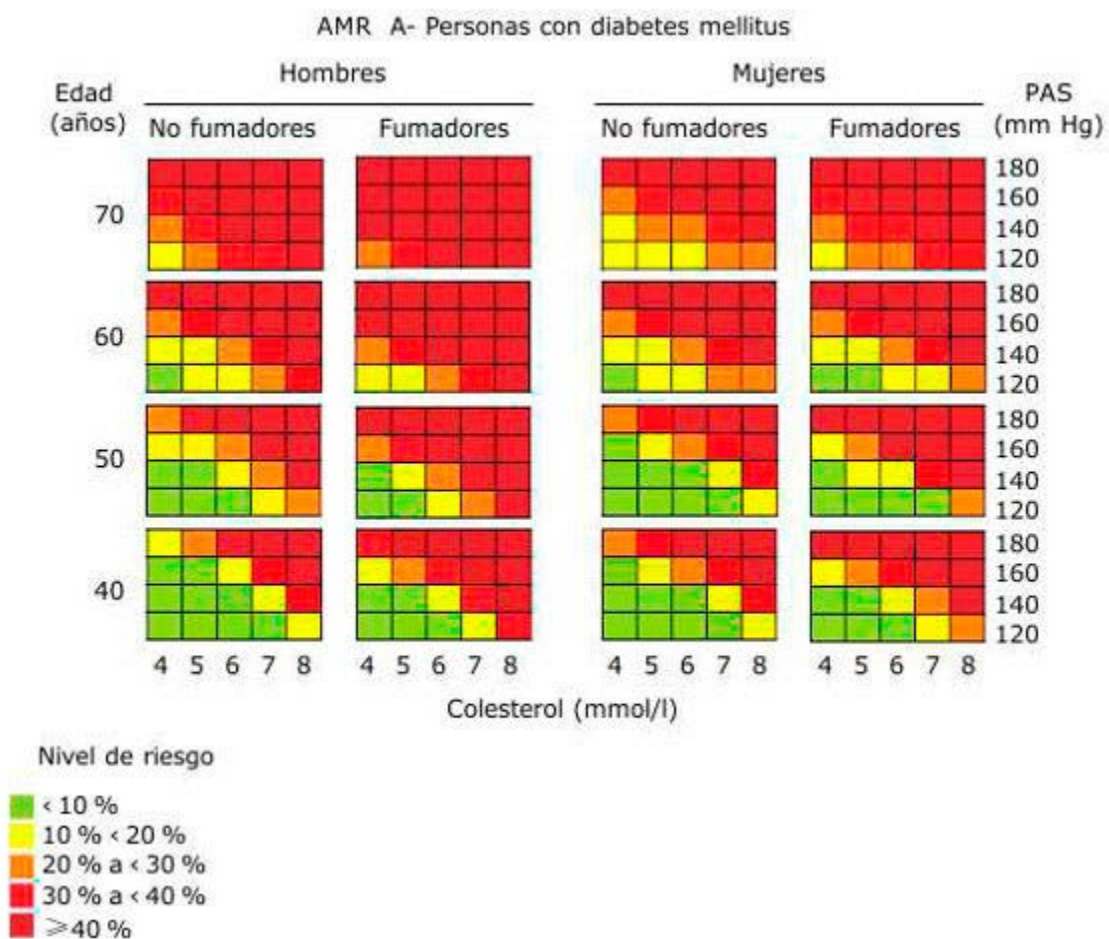 AMR A- Personas con diabetes mellitus
Hombres
Mujeres
Edad
(años)
PAS
(mm Hg)
No fumadores
Fumadores
No fumadores
Fumadores
70
180
160
140
120
60
180
160
140
120
50
180
160
140
120
40
180
160
140
120
4 5 6 7 8
4 5 6 7 8
4 5 6 7 8
4 5 6 7 8
Colesterol (mmol/l)
Nivel de riesgo
< 10 %
10 % < 20 %
20 % a < 30 %
30 % a < 40 %
⩾40 %